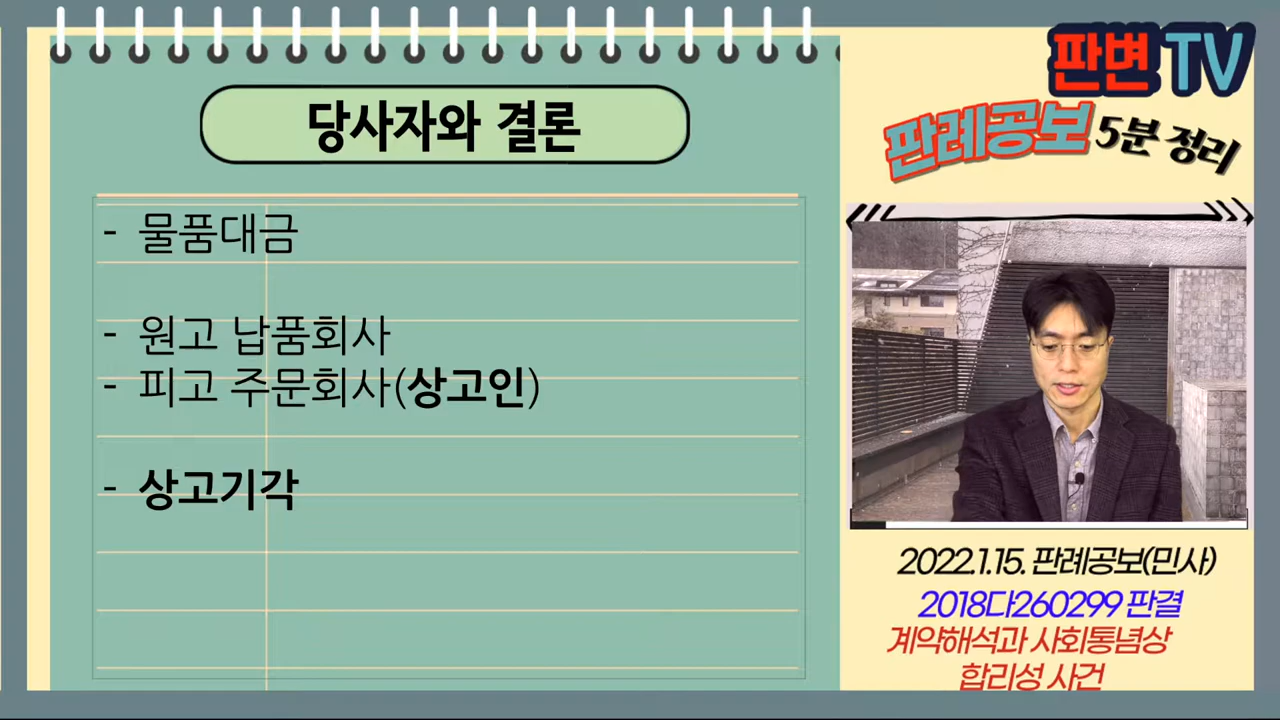 당사자와 결론
- 물품대금
- 원고 납품회사
- 피고 주문회사(상고인)
- 상고기각
판변 TV
판례공보 5분 정리
2022.1.15. 판례공보(민사)
2018다260299 판결
계약해석과 사회통념상
합리성 사건